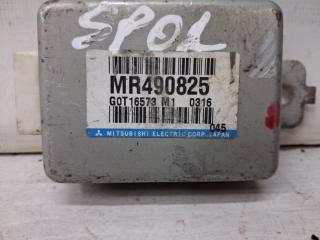 SPOL
MR490825
G0T16573 M1 0316
045
MITSUBISHI ELECTRIC CORP. JAPAN